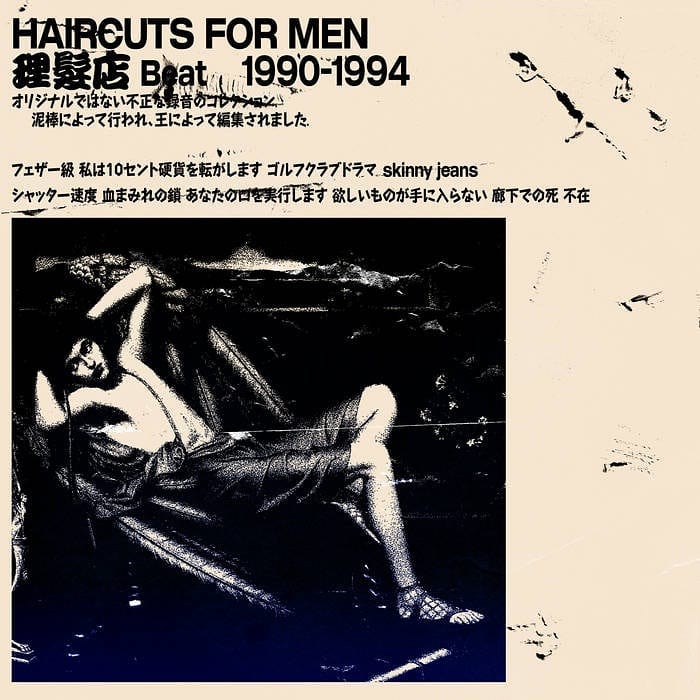 HAIRCUTS FOR MEN
理髪店 Beat 1990-1994
オリジナルではない不正な録音のコレクション.
泥棒によって行われ、王によって編集されました.
フェザー級 私は10セント硬貨を転がします ゴルフクラブドラマ skinny jeans
シャッター速度 血まみれの鎖 あなたの口を実行します 欲しいものが手に入らない 廊下での死 不在